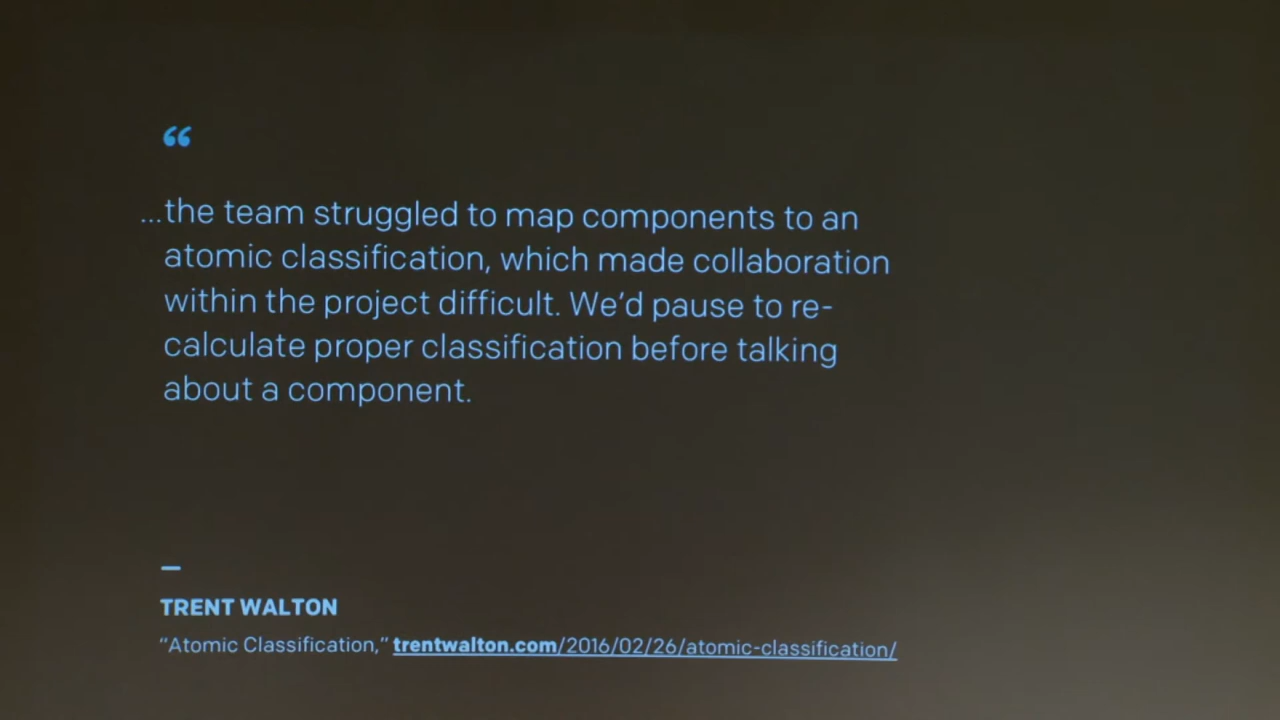 “
...the team struggled to map components to an
atomic classification, which made collaboration
within the project difficult. We’d pause to re-
calculate proper classification before talking
about a component.
—
TRENT WALTON
“Atomic Classification,” trentwalton.com/2016/02/26/atomic-classification/